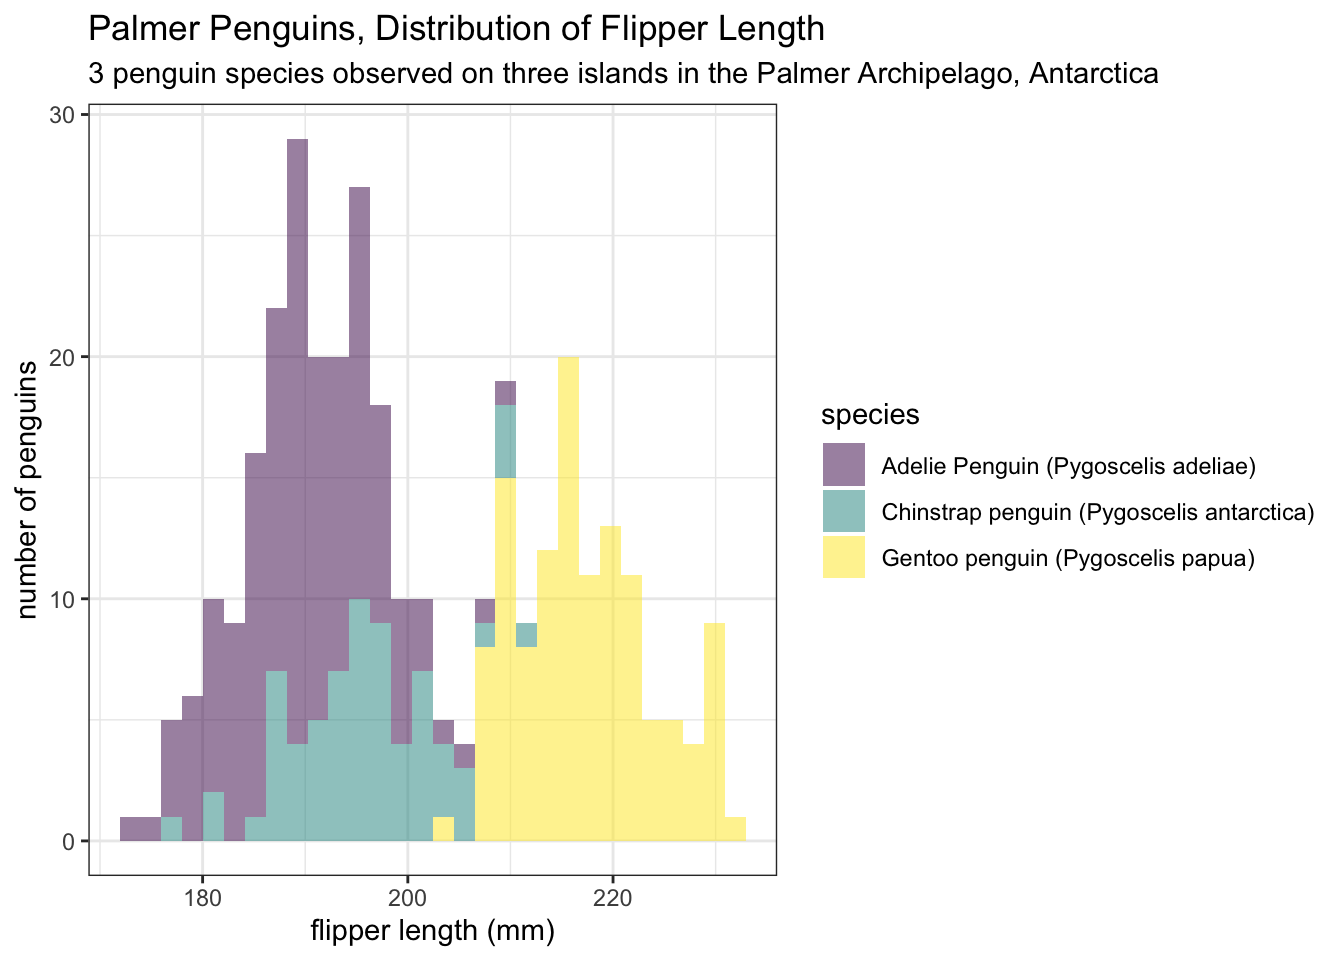 Palmer Penguins, Distribution of Flipper Length
3 penguin species observed on three islands in the Palmer Archipelago, Antarctica
30
20
10
0
number of penguins
180
200
220
flipper length (mm)
species
Adelie Penguin (Pygoscelis adeliae)
Chinstrap penguin (Pygoscelis antarctica)
Gentoo penguin (Pygoscelis papua)